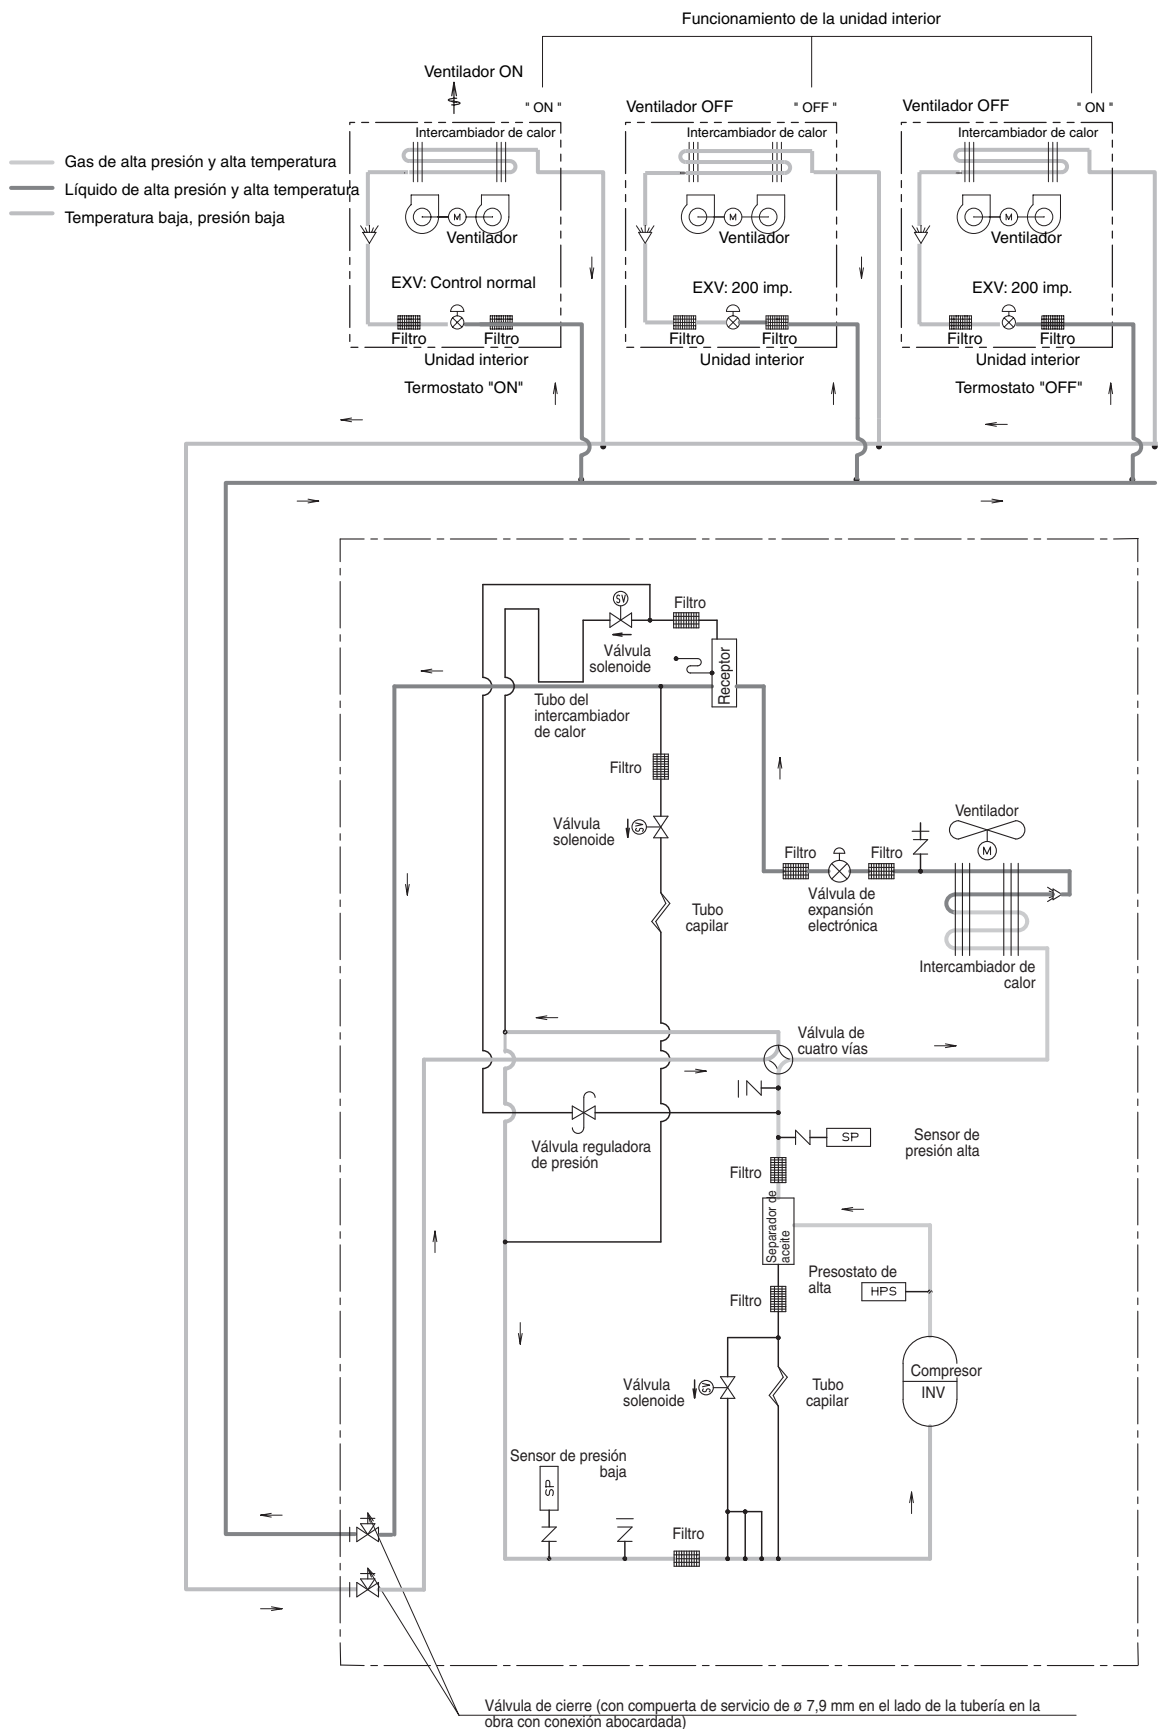 Funcionamiento de la unidad interior
Ventilador ON
" ON "
Ventilador OFF
" OFF "
Ventilador OFF
" ON "
Intercambiador de calor
Intercambiador de calor
Intercambiador de calor
Gas de alta presión y alta temperatura
Líquido de alta presión y alta temperatura
Temperatura baja, presión baja
M
M
M
Ventilador
Ventilador
Ventilador
EXV: Control normal
EXV: 200 imp.
EXV: 200 imp.
Filtro
Filtro
Filtro
Filtro
Filtro
Filtro
Unidad interior
Unidad interior
Unidad interior
Termostato "ON"
Termostato "OFF"
SV
Filtro
Válvula
solenoide
Receptor
Tubo del
intercambiador
de calor
Filtro
Válvula
solenoide
SV
Ventilador
M
Filtro
Filtro
Válvula de
expansión
electrónica
Tubo
capilar
Intercambiador de
calor
Válvula de
cuatro vías
Válvula reguladora
de presión
SP
Sensor de
presión alta
Filtro
Separador de
aceite
Presostato de
alta
HPS
Filtro
Compresor
INV
Válvula
solenoide
SV
Tubo
capilar
Sensor de presión
baja
SP
Filtro
Válvula de cierre (con compuerta de servicio de ø 7,9 mm en el lado de la tubería en la
obra con conexión abocardada)